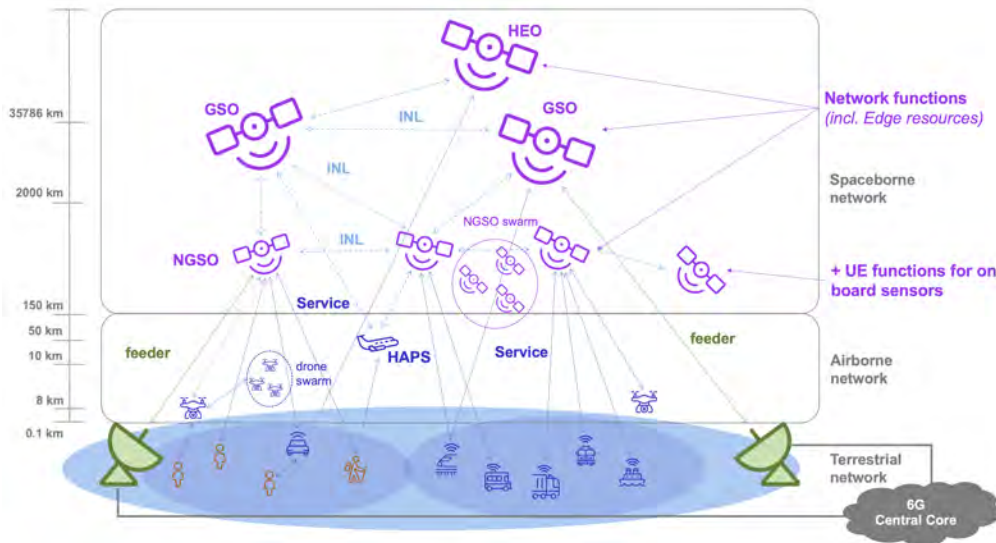 HEO
35786 km
GSO
INL
GSO
Network functions
(incl. Edge resources)
INL
2000 km
Spaceborne
network
NGSO swarm
INL
NGSO
+ UE functions for on
board sensors
Service
150 km
50 km
10 km
feeder
HAPS
Service
feeder
drone
swarm
Airborne
network
8 km
0.1 km
Terrestrial
network
6G
Central Core